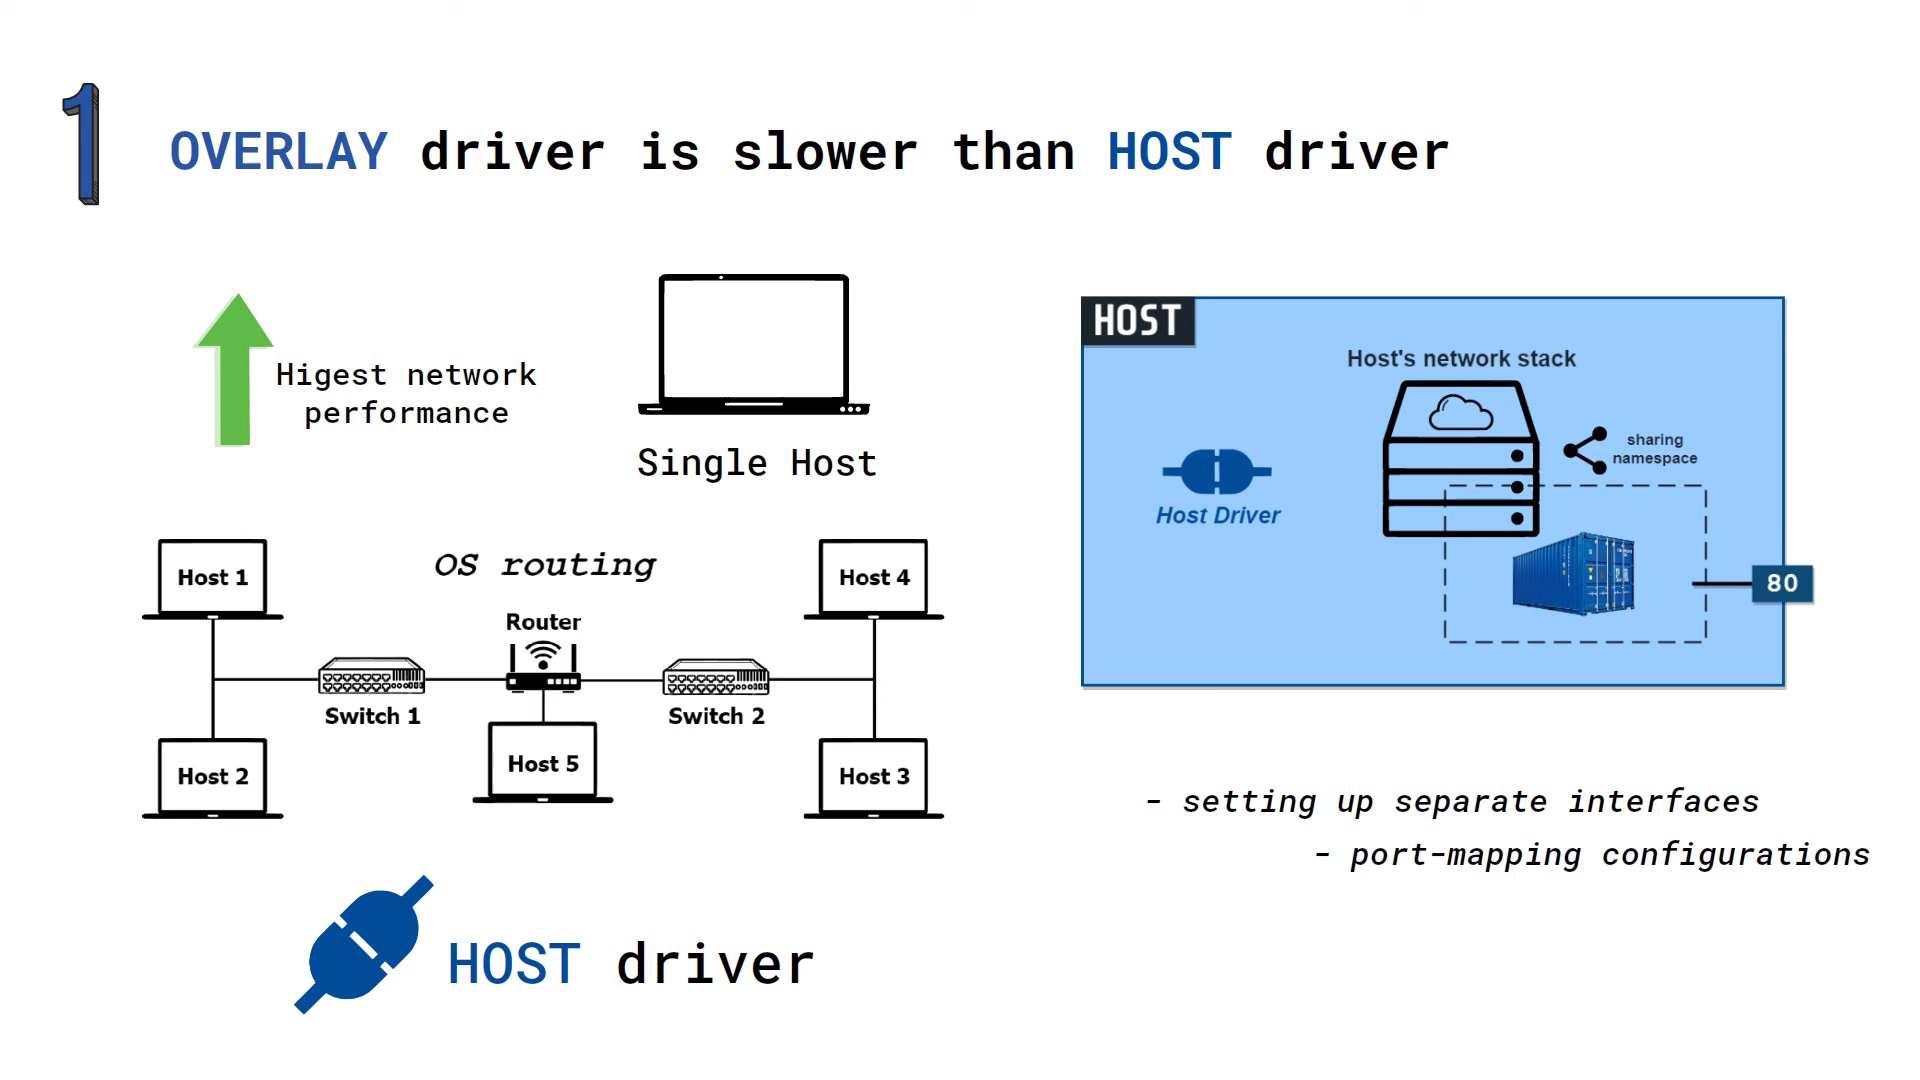 1
OVERLAY driver is slower than HOST driver
Higest network
performance
Single Host
OS routing
Host 1
Host 4
Router
Switch 1
Switch 2
Host 2
Host 5
Host 3
HOST driver
HOST
Host's network stack
sharing
namespace
Host Driver
80
- setting up separate interfaces
- port-mapping configurations